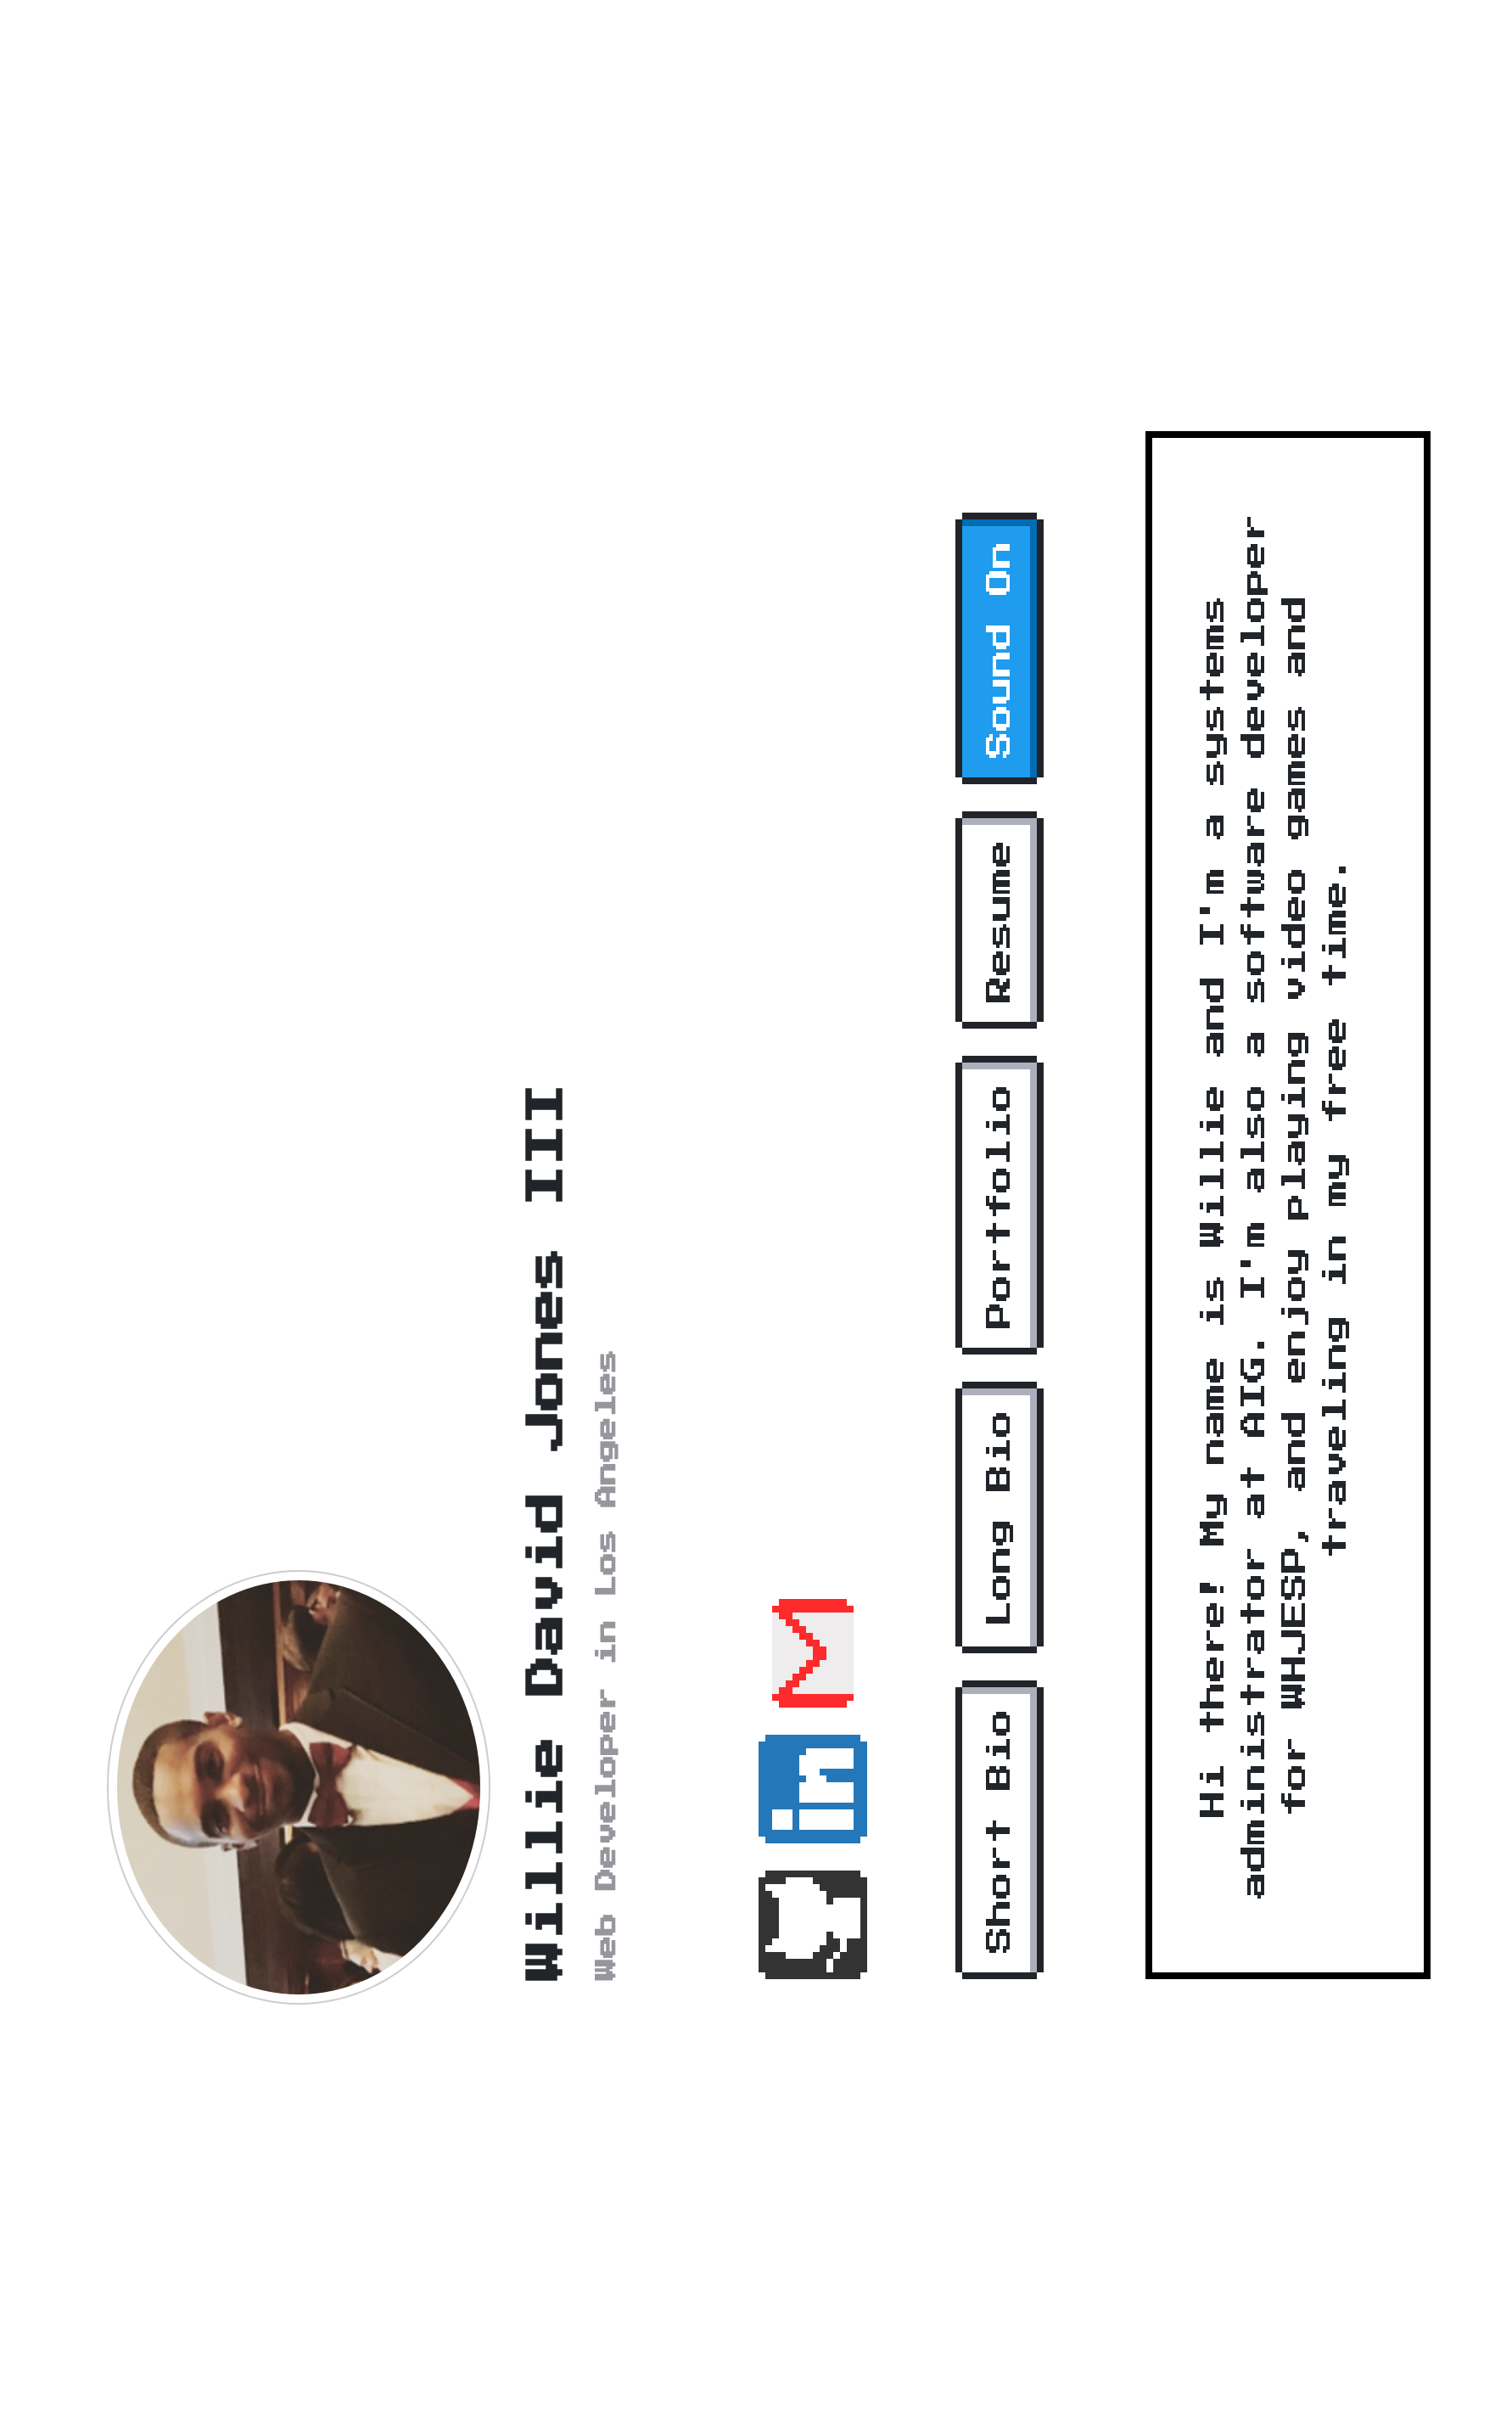 Willie David Jones III
Web Developer in Los Angeles
in
Short Bio
Long Bio
Portfolio
Resume
Sound On
Hi there! My name is Willie and I'm a systems
administrator at AIG. I'm also a software developer
for WHJESP, and enjoy playing video games and
traveling in my free time.